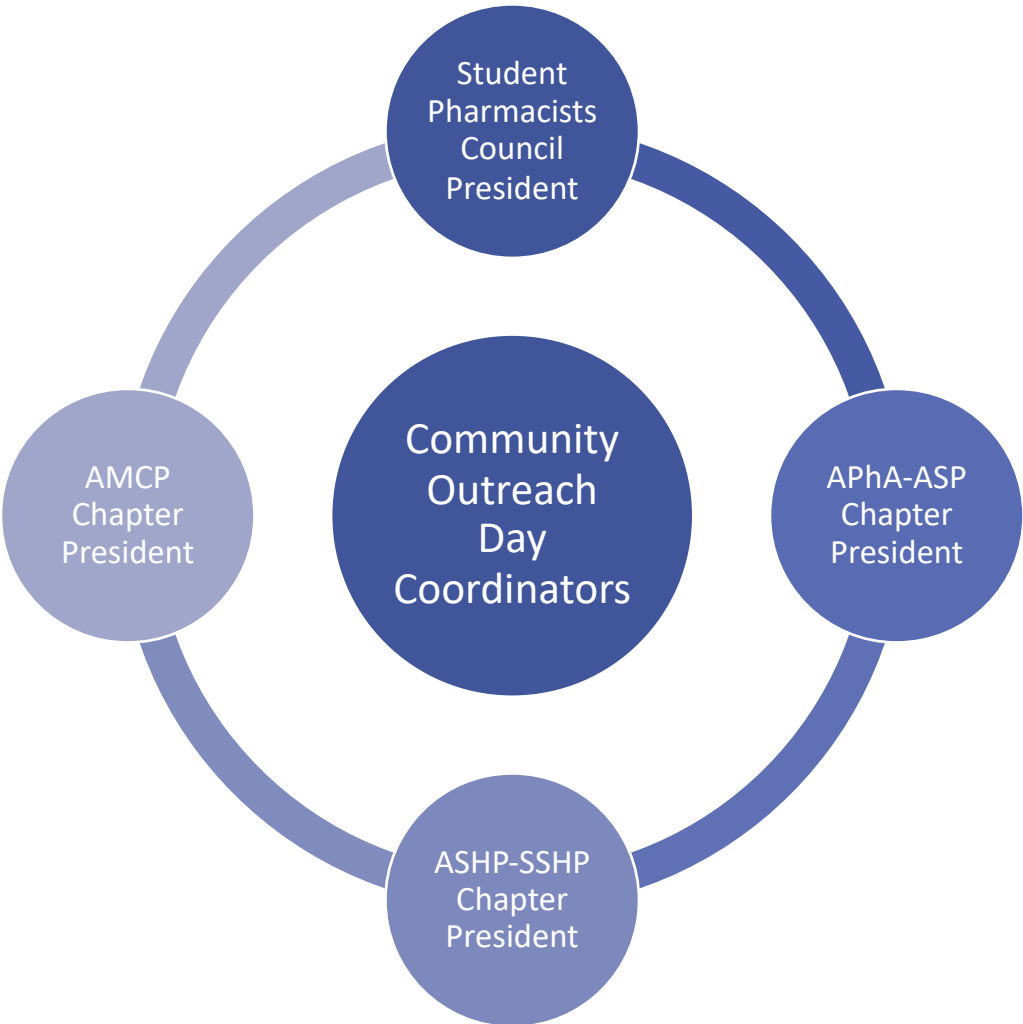 Student
Pharmacists
Council
President
Community
Outreach
Day
Coordinators
AMCP
Chapter
President
APhA-ASP
Chapter
President
ASHP-SSHP
Chapter
President